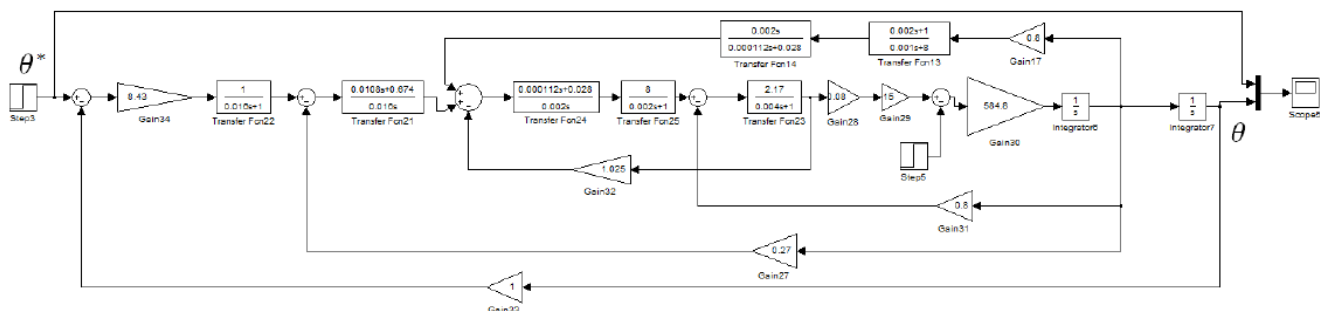 θ*
Step3
8.43
Gain34
1
0.016s+1
Transfer Fcn22
0.0108s+0.674
0.016s
Transfer Fcn21
0.002s
0.000112s+0.028
Transfer Fcn14
0.002s+1
0.001s+8
Transfer Fcn13
0.8
Gain17
0.000112s+0.028
0.002s
Transfer Fcn24
8
0.002s+1
Transfer Fcn25
2.17
0.004s+1
Transfer Fcn23
0.08
Gain28
15
Gain29
Step5
584.8
Gain30
1
s
Integrator6
1
s
Integrator7
θ
Scope6
1.025
Gain32
0.8
Gain31
0.27
Gain27
1
Gain33